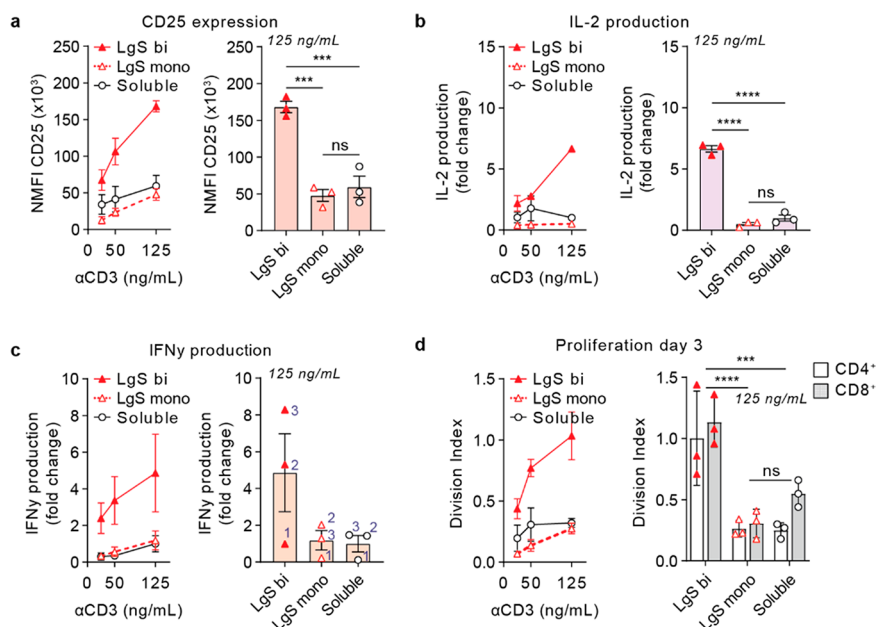 a
CD25 expression
NMFI CD25 (x10³)
250
200
150
100
50
0
LgS bi
LgS mono
Soluble
0
50
125
αCD3 (ng/mL)
NMFI CD25 (x10³)
250
200
150
100
50
0
125 ng/mL
***
***
ns
LgS bi
LgS mono
Soluble
b
IL-2 production
IL-2 production
(fold change)
15
10
5
0
LgS bi
LgS mono
Soluble
0
50
125
αCD3 (ng/mL)
IL-2 production
(fold change)
15
10
5
0
125 ng/mL
****
****
ns
LgS bi
LgS mono
Soluble
c
IFNy production
IFNy production
(fold change)
10
8
6
4
2
0
LgS bi
LgS mono
Soluble
0
50
125
αCD3 (ng/mL)
IFNy production
(fold change)
10
8
6
4
2
0
125 ng/mL
3
2
1
2
3
1
3
2
1
LgS bi
LgS mono
Soluble
d
Proliferation day 3
Division Index
1.5
1.0
0.5
0.0
LgS bi
LgS mono
Soluble
0
50
125
αCD3 (ng/mL)
Division Index
1.5
1.0
0.5
0.0
***
****
125 ng/mL
ns
CD4⁺
CD8⁺
LgS bi
LgS mono
Soluble